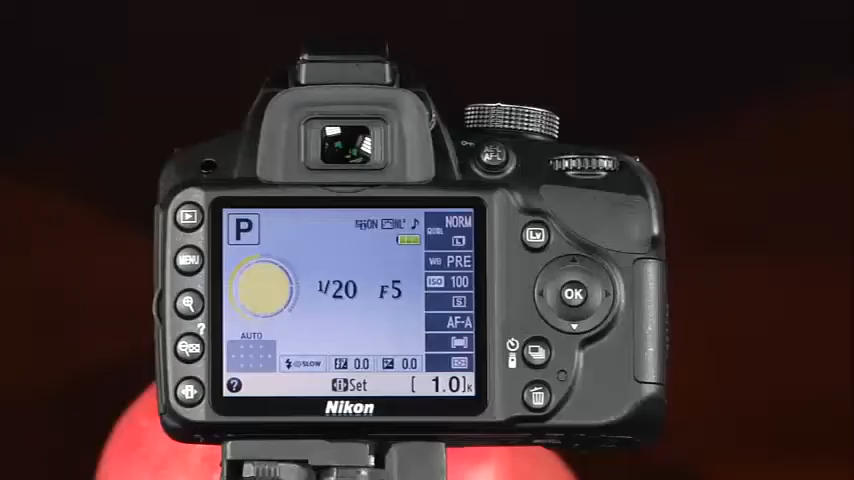 AE-L
AF-L
P
NORM
QUAL
L
WB PRE
ISO 100
S
AF-A
1/20 F5
AUTO
SLOW
0.0
0.0
? i Set [ 1.0]K
Nikon
MENU
?
Lv
OK